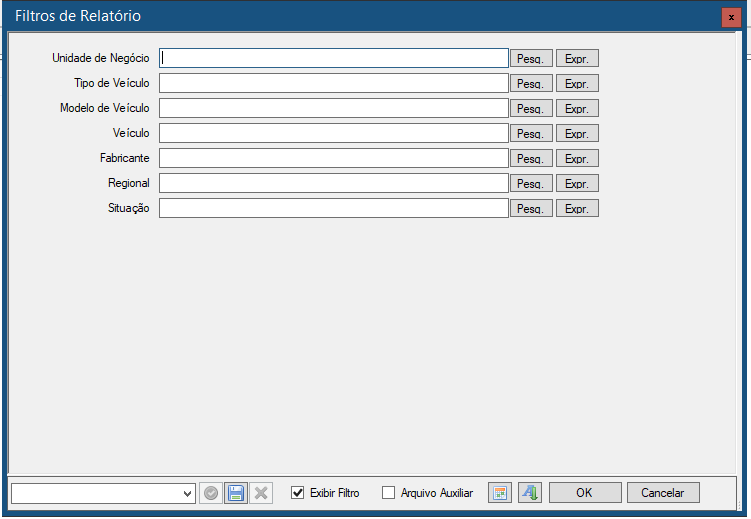 Filtros de Relatório x
Unidade de Negócio Pesq. Expr.
Tipo de Veículo Pesq. Expr.
Modelo de Veículo Pesq. Expr.
Veículo Pesq. Expr.
Fabricante Pesq. Expr.
Regional Pesq. Expr.
Situação Pesq. Expr.
Exibir Filtro Arquivo Auxiliar OK Cancelar